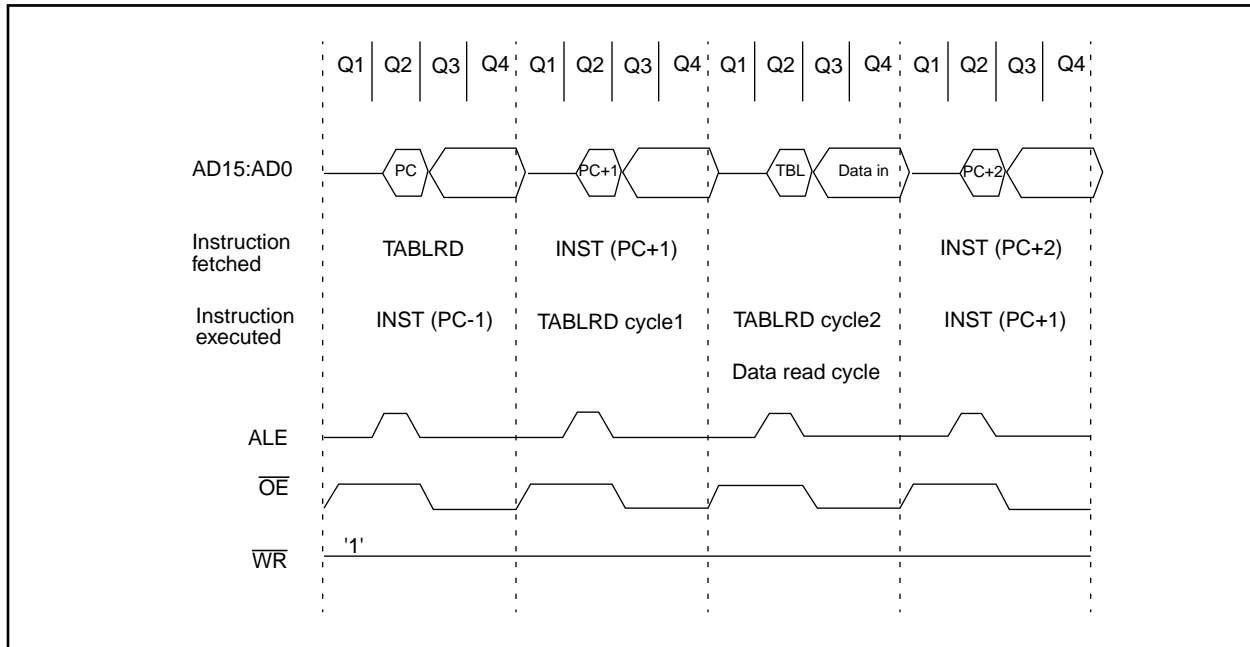 Q1 Q2 Q3 Q4 Q1 Q2 Q3 Q4 Q1 Q2 Q3 Q4 Q1 Q2 Q3 Q4
AD15:AD0 PC PC+1 TBL Data in PC+2
Instruction
fetched
TABLRD INST (PC+1) INST (PC+2)
Instruction
executed
INST (PC-1) TABLRD cycle1 TABLRD cycle2 INST (PC+1)
Data read cycle
ALE
OE
WR '1'